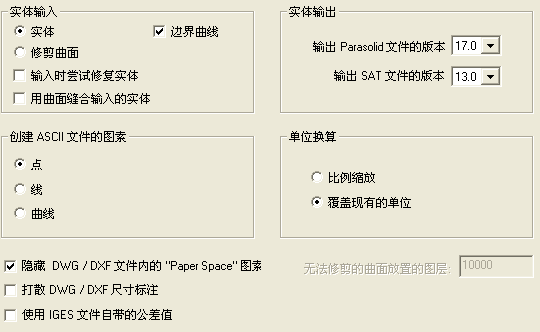 实体输入
实体
边界曲线
修剪曲面
输入时尝试修复实体
用曲面缝合输入的实体
实体输出
输出 Parasolid 文件的版本 17.0
输出 SAT 文件的版本 13.0
创建 ASCII 文件的图素
点
线
曲线
单位换算
比例缩放
覆盖现有的单位
隐藏 DWG / DXF 文件内的 "Paper Space" 图素
打散 DWG / DXF 尺寸标注
使用 IGES 文件自带的公差值
无法修剪的曲面放置的图层: 10000